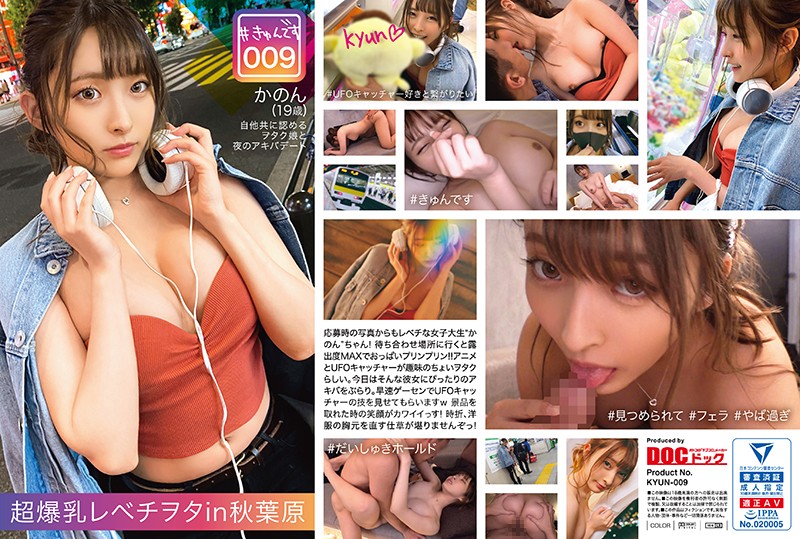 #きゅんです
009
かのん
(19歳)
自他共に認める
ヲタク娘と
夜のアキバデート
超爆乳レベチヲタin秋葉原
kyun
#UFOキャッチャー好きと繋がりたい
#きゅんです
応募時の写真からもレベチな女子大生“か
のん”ちゃん！待ち合わせ場所に行くと露
出度MAXでおっぱいプリンプリン!!アニメ
とUFOキャッチャーが趣味のちょいヲタク
らしい。今日はそんな彼女にぴったりのア
キバをぶらり。早速ゲーセンでUFOキャッ
チャーの技を見せてもらいますｗ 景品を
取れた時の笑顔がカワイイっす！時折、洋
服の胸元を直す仕草が堪りませんぞっ！
#だいしゅきホールド
#見つめられて #フェラ #やば過ぎ
Produced by
DOC ドック
Product No.
KYUN-009
COLOR
審査済証
成人指定
適正AV
IPPA
No.020005